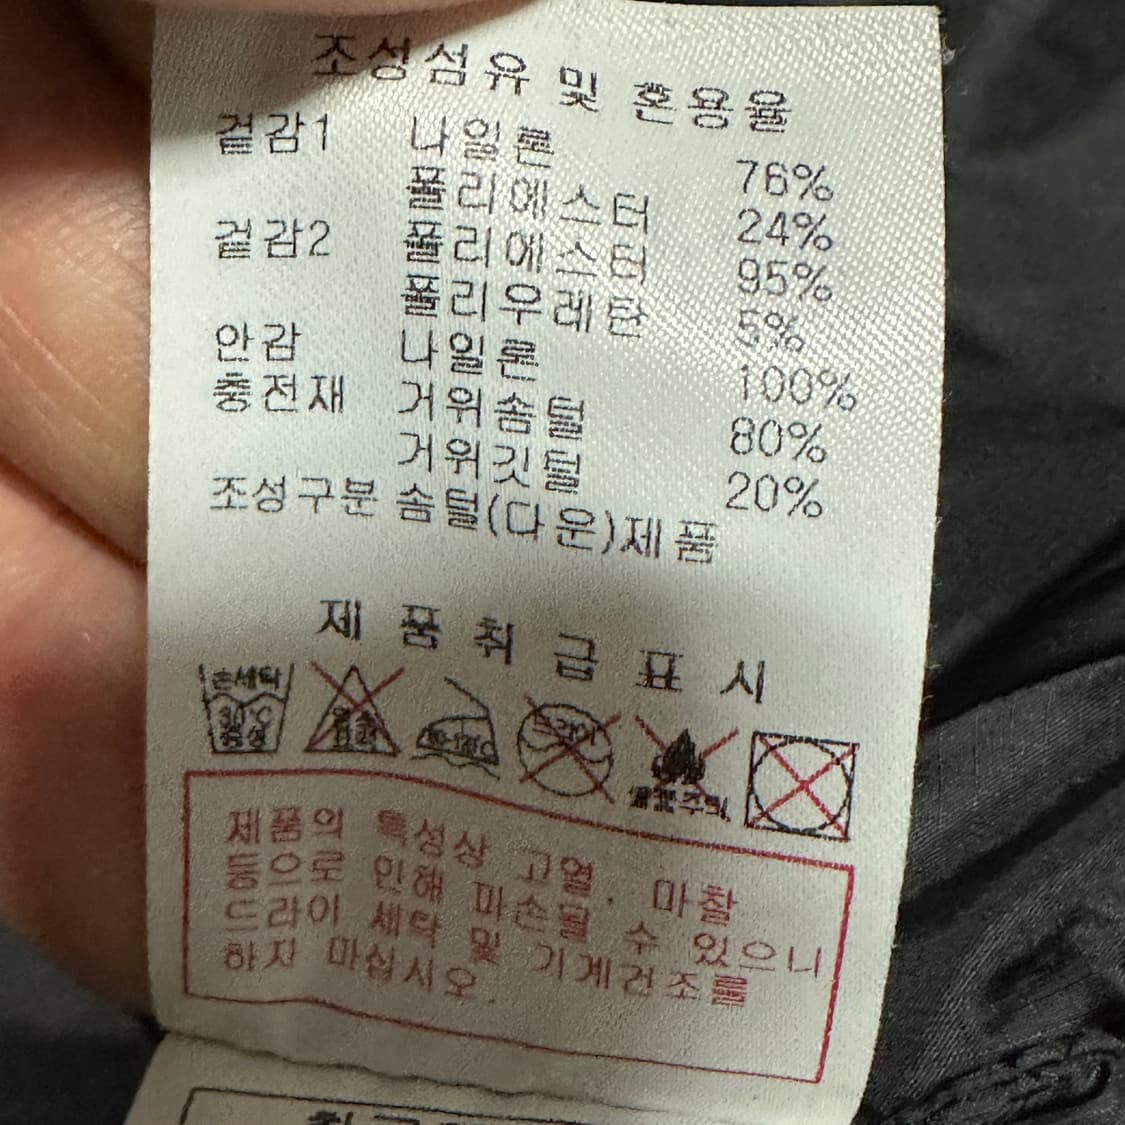 조성섬유 및 혼용율
겉감1 나일론 76%
폴리에스터 24%
겉감2 폴리에스터 95%
폴리우레탄 5%
안감 나일론 100%
충전재 거위솜털 80%
거위깃털 20%
조성구분 솜털(다운)제품
제 품 취 급 표 시
손세탁
30℃
중성
염소
표백
드라이
불꽃주의
제품의 특성상 고열, 마찰
등으로 인해 파손될 수 있으니
드라이 세탁 및 기계건조를
하지 마십시오.